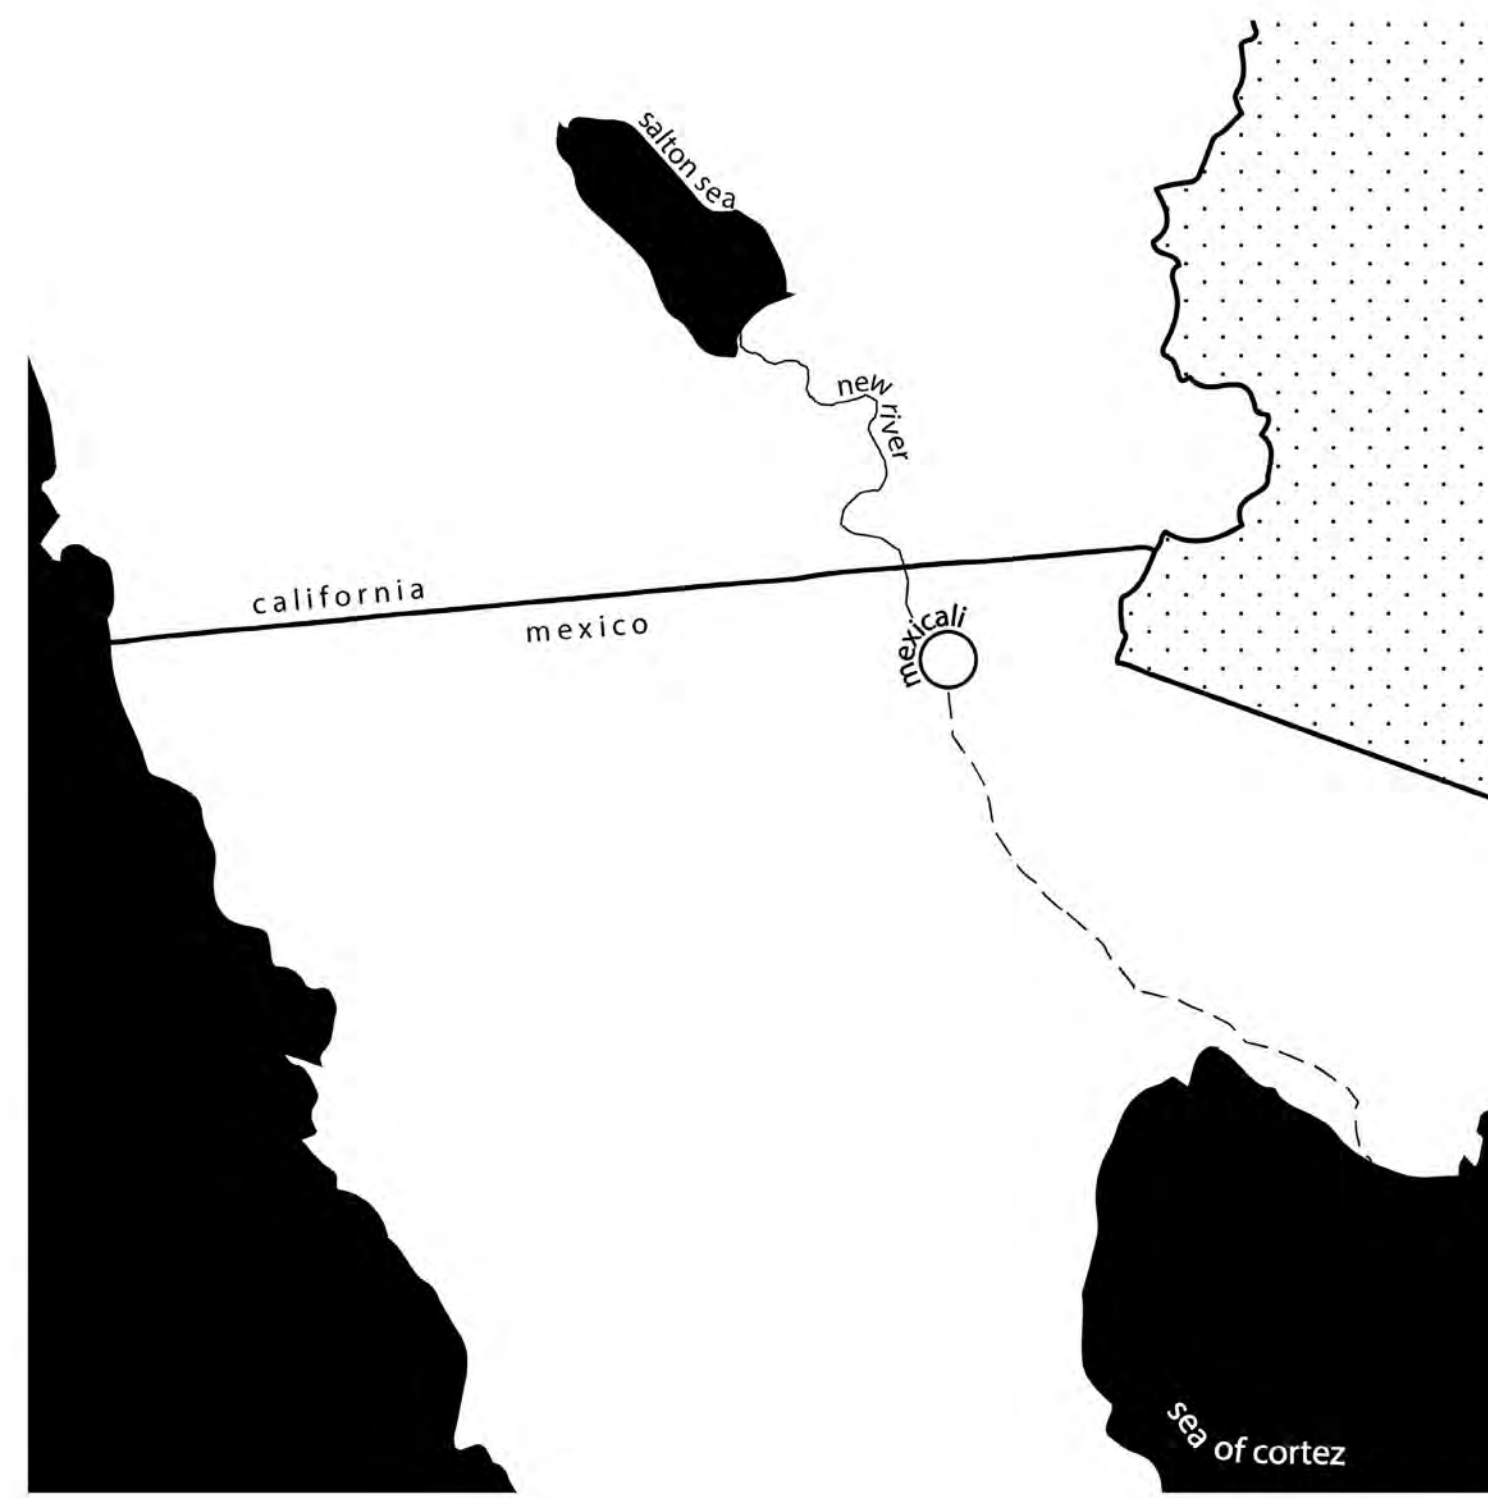 salton sea
new river
california
mexico
mexicali
sea of cortez